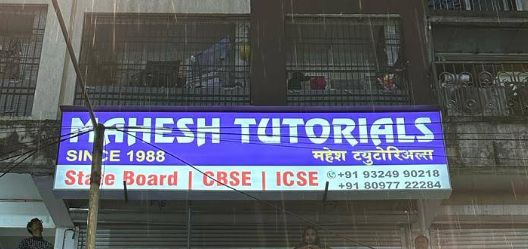 MAHESH TUTORIALS
SINCE 1988 महेश ट्युटोरिअल्स
State Board | CBSE | ICSE
+91 93249 90218
+91 80977 22284